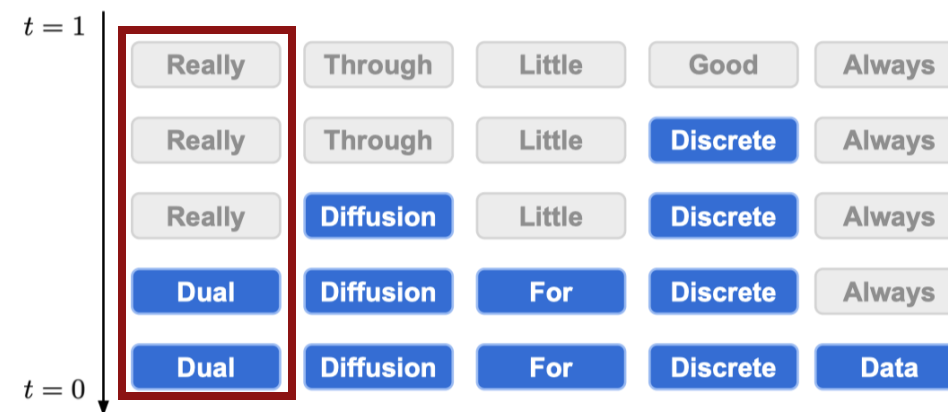 t = 1
Really Through Little Good Always
Really Through Little Discrete Always
Really Diffusion Little Discrete Always
Dual Diffusion For Discrete Always
Dual Diffusion For Discrete Data
t = 0